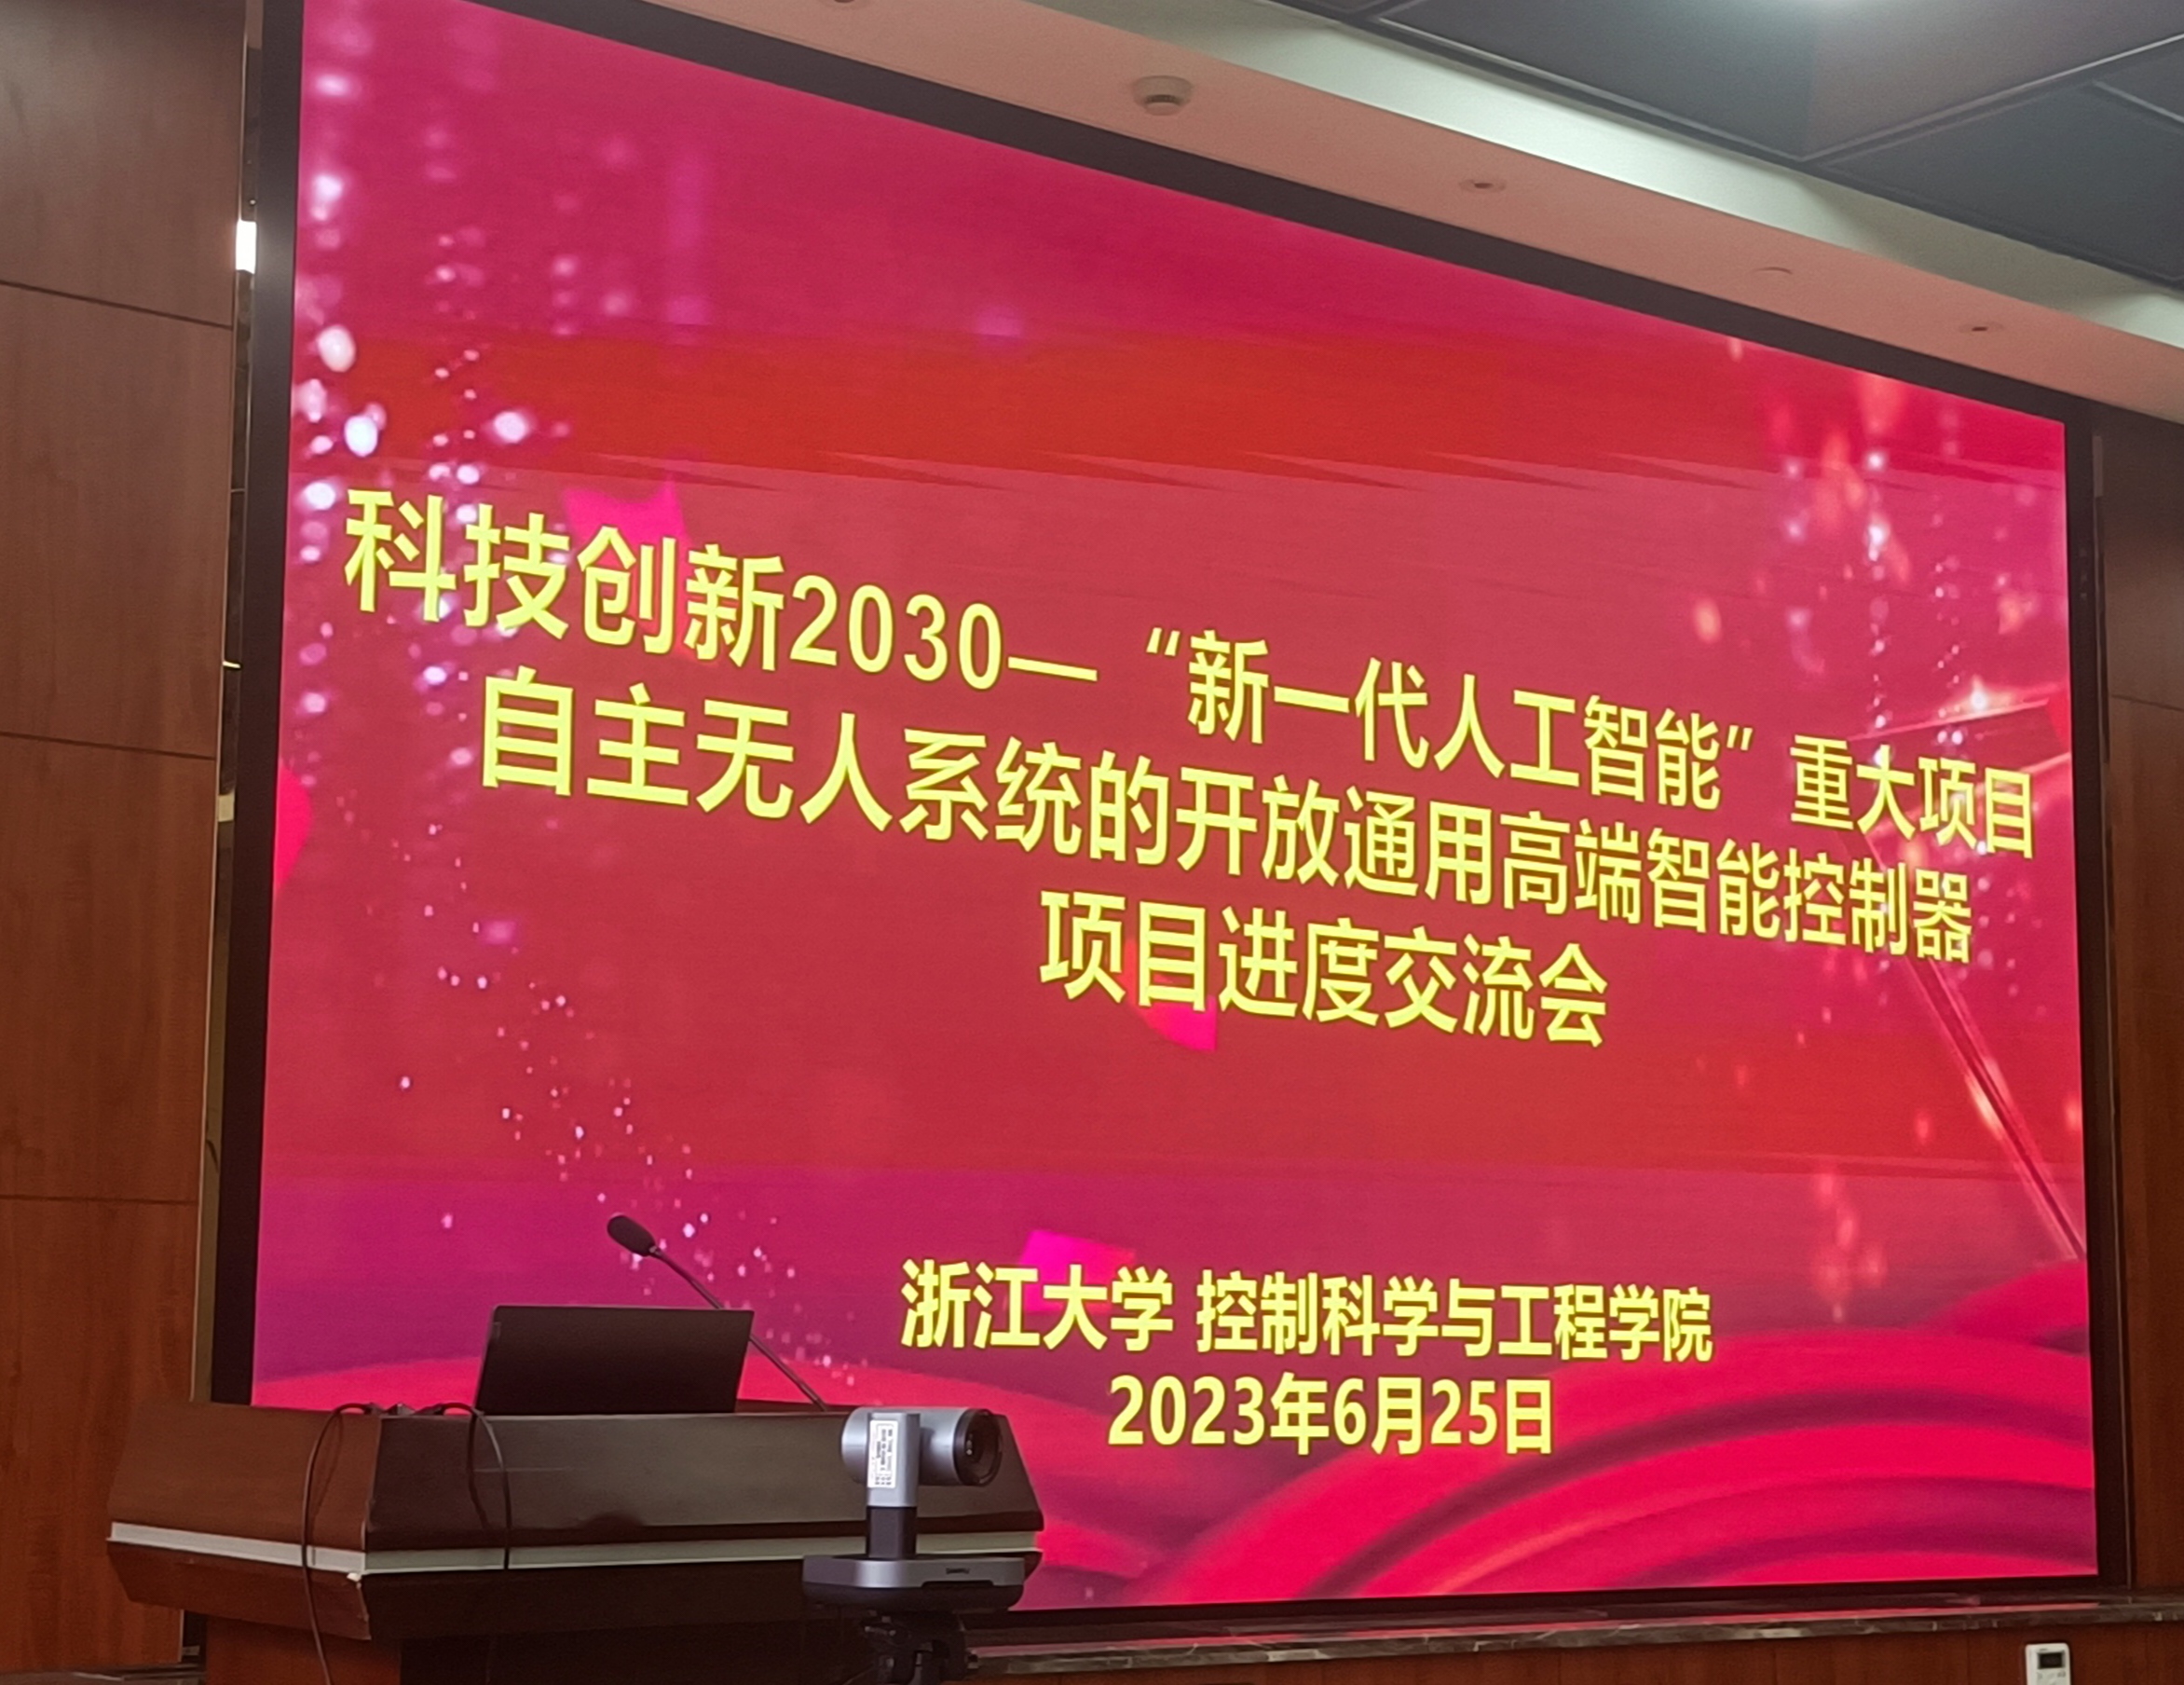 科技创新2030—“新一代人工智能”重大项目
自主无人系统的开放通用高端智能控制器
项目进度交流会
浙江大学 控制科学与工程学院
2023年6月25日